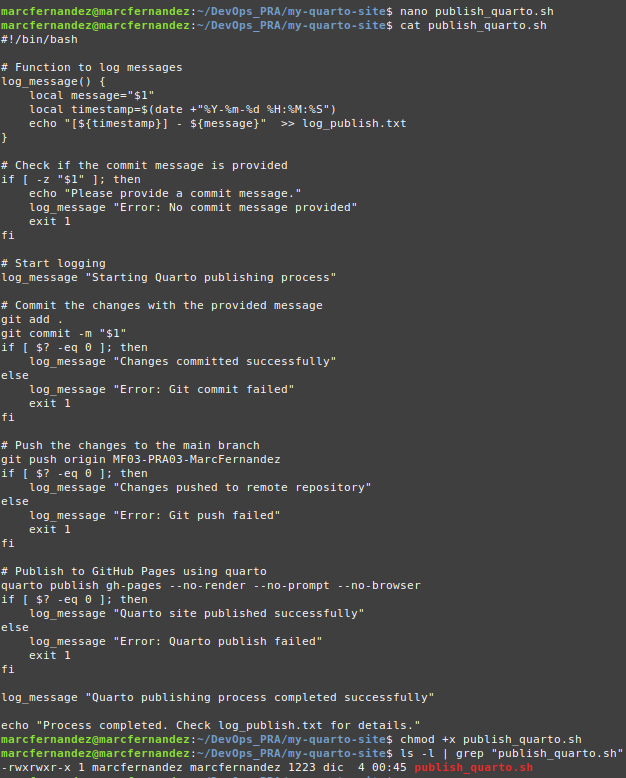 marcfernandez@marcfernandez:~/DevOps_PRA/my-quarto-site$ nano publish_quarto.sh
marcfernandez@marcfernandez:~/DevOps_PRA/my-quarto-site$ cat publish_quarto.sh
#!/bin/bash

# Function to log messages
log_message() {
    local message="$1"
    local timestamp=$(date +"%Y-%m-%d %H:%M:%S")
    echo "[${timestamp}] - ${message}"  >> log_publish.txt
}

# Check if the commit message is provided
if [ -z "$1" ]; then
    echo "Please provide a commit message."
    log_message "Error: No commit message provided"
    exit 1
fi

# Start logging
log_message "Starting Quarto publishing process"

# Commit the changes with the provided message
git add .
git commit -m "$1"
if [ $? -eq 0 ]; then
    log_message "Changes committed successfully"
else
    log_message "Error: Git commit failed"
    exit 1
fi

# Push the changes to the main branch
git push origin MF03-PRA03-MarcFernandez
if [ $? -eq 0 ]; then
    log_message "Changes pushed to remote repository"
else
    log_message "Error: Git push failed"
    exit 1
fi

# Publish to GitHub Pages using quarto
quarto publish gh-pages --no-render --no-prompt --no-browser
if [ $? -eq 0 ]; then
    log_message "Quarto site published successfully"
else
    log_message "Error: Quarto publish failed"
    exit 1
fi

log_message "Quarto publishing process completed successfully"

echo "Process completed. Check log_publish.txt for details."
marcfernandez@marcfernandez:~/DevOps_PRA/my-quarto-site$ chmod +x publish_quarto.sh
marcfernandez@marcfernandez:~/DevOps_PRA/my-quarto-site$ ls -l | grep "publish_quarto.sh"
-rwxrwxr-x 1 marcfernandez marcfernandez 1223 dic  4 00:45 publish_quarto.sh